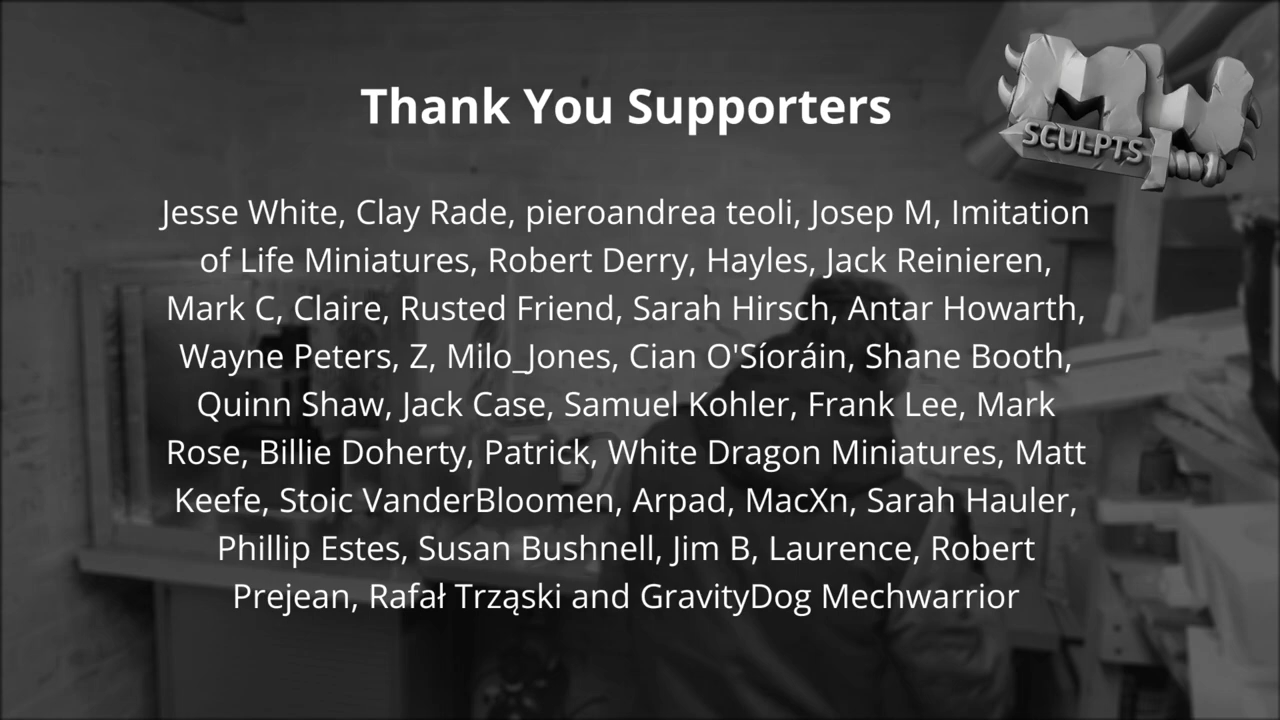 Thank You Supporters
MW
SCULPTS
Jesse White, Clay Rade, pieroandrea teoli, Josep M, Imitation
of Life Miniatures, Robert Derry, Hayles, Jack Reinieren,
Mark C, Claire, Rusted Friend, Sarah Hirsch, Antar Howarth,
Wayne Peters, Z, Milo_Jones, Cian O'Síoráin, Shane Booth,
Quinn Shaw, Jack Case, Samuel Kohler, Frank Lee, Mark
Rose, Billie Doherty, Patrick, White Dragon Miniatures, Matt
Keefe, Stoic VanderBloomen, Arpad, MacXn, Sarah Hauler,
Phillip Estes, Susan Bushnell, Jim B, Laurence, Robert
Prejean, Rafał Trząski and GravityDog Mechwarrior